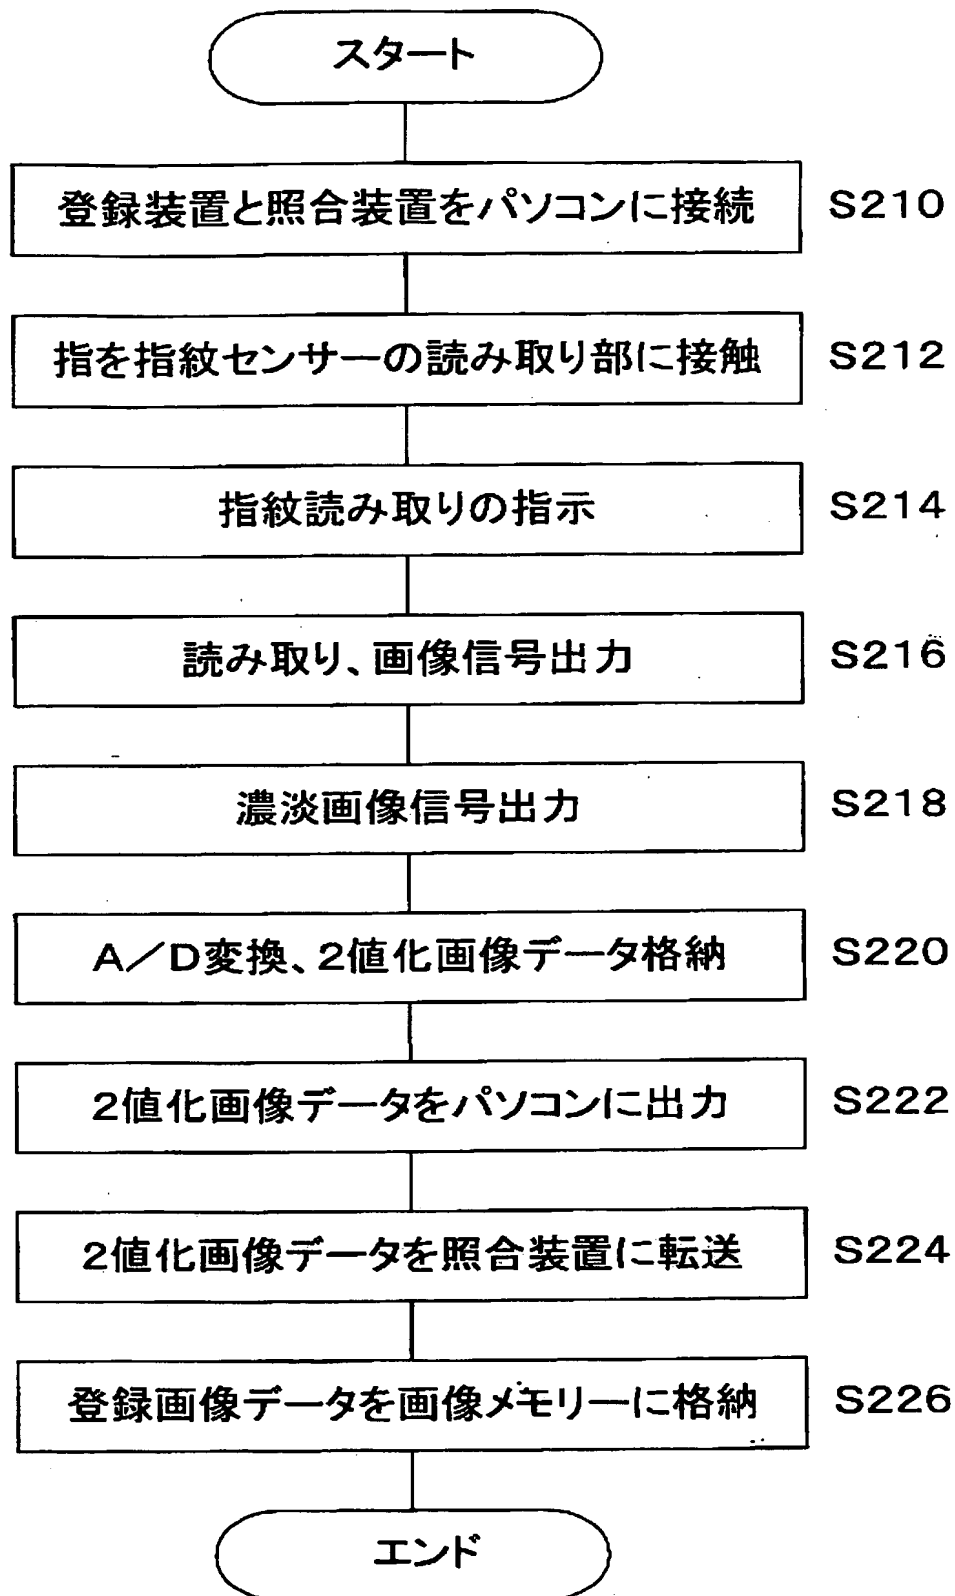 スタート
登録装置と照合装置をパソコンに接続 S210
指を指紋センサーの読み取り部に接触 S212
指紋読み取りの指示 S214
読み取り、画像信号出力 S216
濃淡画像信号出力 S218
A/D変換、2値化画像データ格納 S220
2値化画像データをパソコンに出力 S222
2値化画像データを照合装置に転送 S224
登録画像データを画像メモリーに格納 S226
エンド